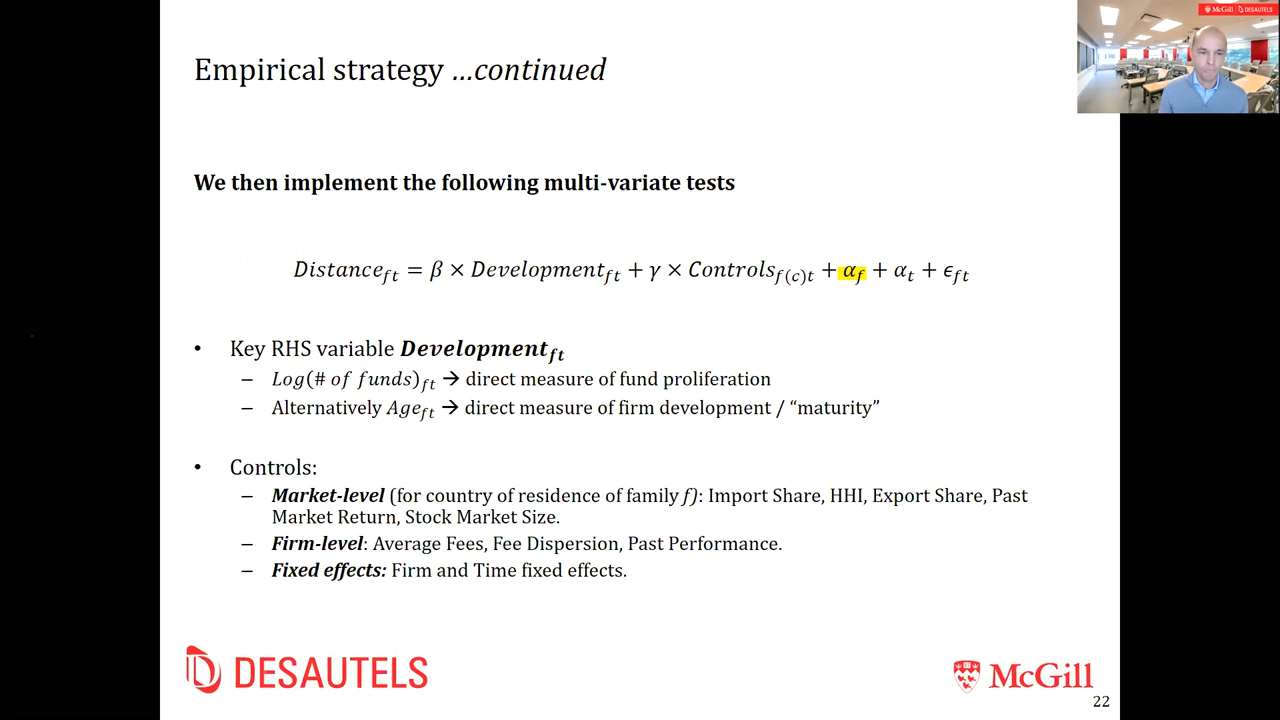 McGill DESAUTELS
Empirical strategy …continued
We then implement the following multi-variate tests
Distance_ft = β × Development_ft + γ × Controls_f(c)t + α_f + α_t + ϵ_ft
• Key RHS variable Development_ft
– Log(# of funds)_ft → direct measure of fund proliferation
– Alternatively Age_ft → direct measure of firm development / “maturity”
• Controls:
– Market-level (for country of residence of family f): Import Share, HHI, Export Share, Past
Market Return, Stock Market Size.
– Firm-level: Average Fees, Fee Dispersion, Past Performance.
– Fixed effects: Firm and Time fixed effects.
DESAUTELS
McGill
22